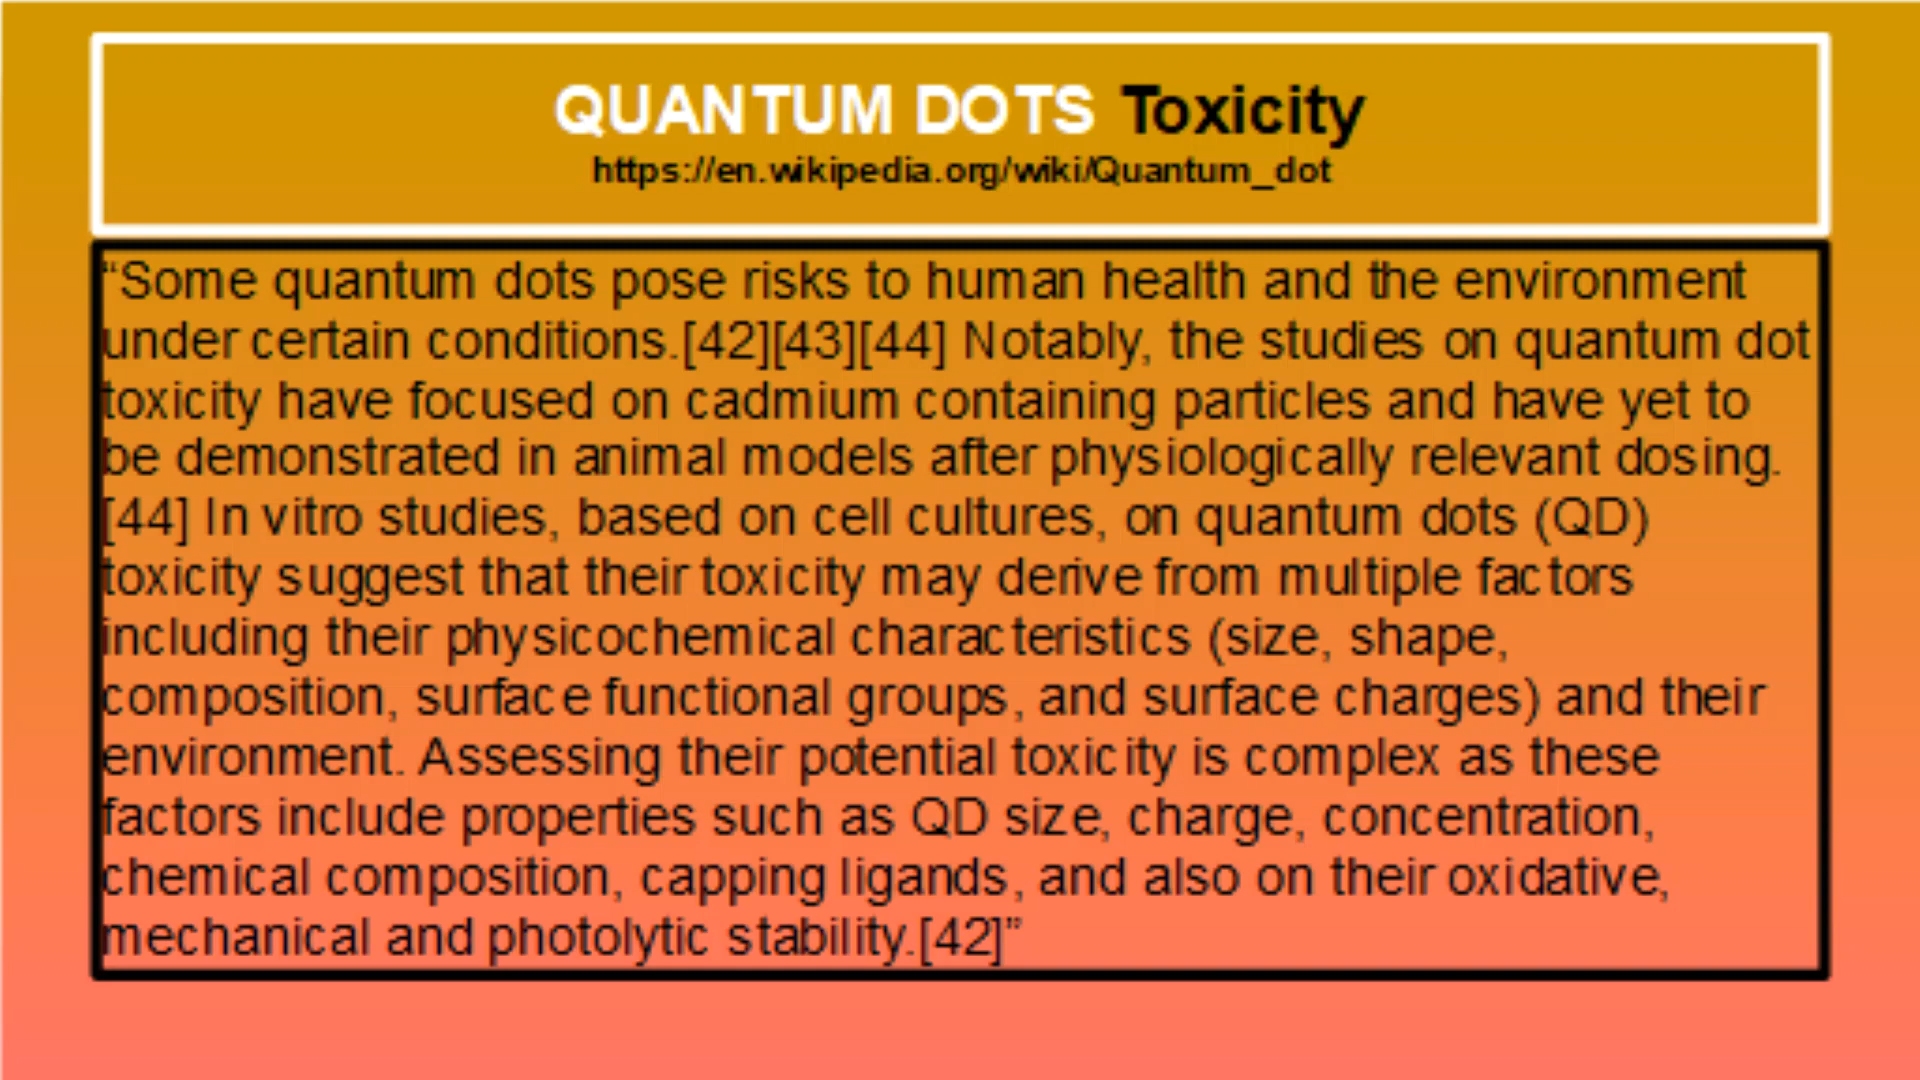 QUANTUM DOTS Toxicity
https://en.wikipedia.org/wiki/Quantum_dot
“Some quantum dots pose risks to human health and the environment
under certain conditions.[42][43][44] Notably, the studies on quantum dot
toxicity have focused on cadmium containing particles and have yet to
be demonstrated in animal models after physiologically relevant dosing.
[44] In vitro studies, based on cell cultures, on quantum dots (QD)
toxicity suggest that their toxicity may derive from multiple factors
including their physicochemical characteristics (size, shape,
composition, surface functional groups, and surface charges) and their
environment. Assessing their potential toxicity is complex as these
factors include properties such as QD size, charge, concentration,
chemical composition, capping ligands, and also on their oxidative,
mechanical and photolytic stability.[42]”